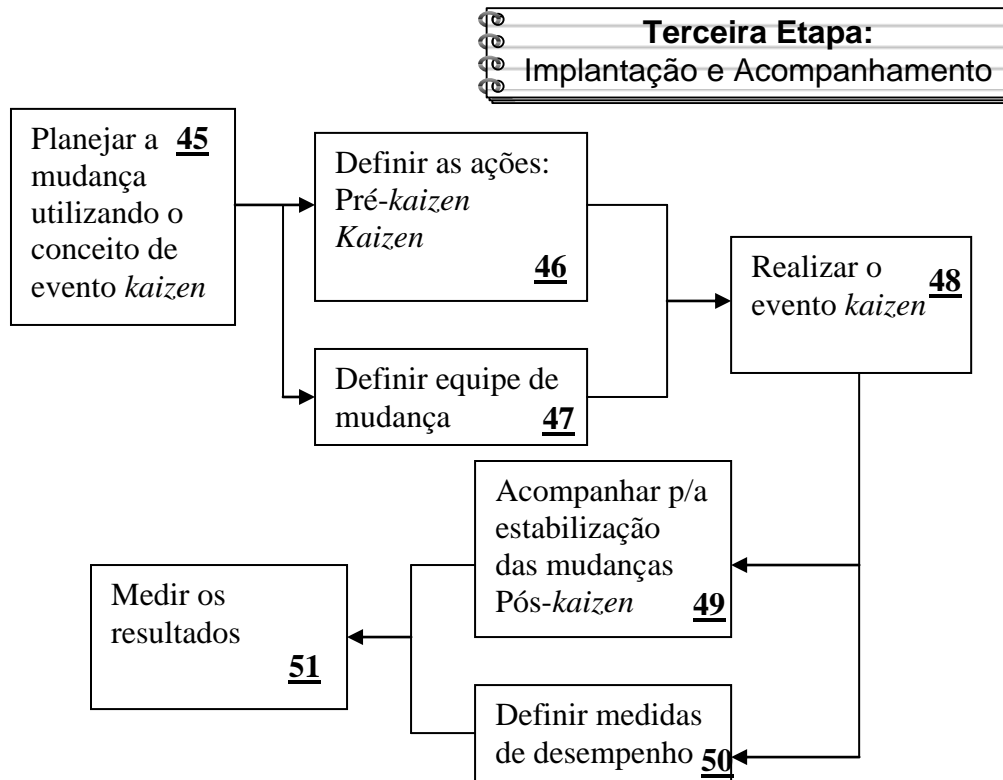 Terceira Etapa:
Implantação e Acompanhamento
Planejar a 45
mudança
utilizando o
conceito de
evento kaizen
Definir as ações:
Pré-kaizen
Kaizen
46
Definir equipe de
mudança 47
Realizar o 48
evento kaizen
Acompanhar p/a
estabilização
das mudanças
Pós-kaizen 49
Definir medidas
de desempenho 50
Medir os
resultados
51